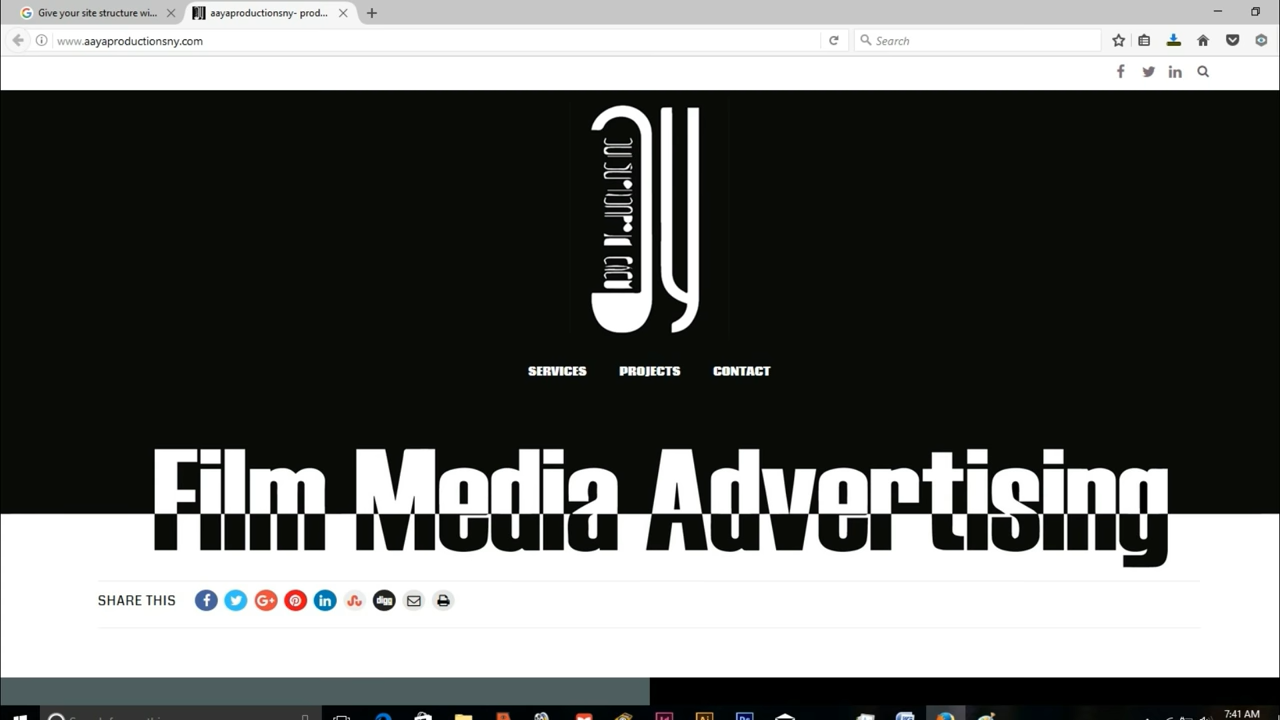 Give your site structure wi...
aayaproductionsny- prod...
www.aayaproductionsny.com
Search
SERVICES PROJECTS CONTACT
Film Media Advertising
SHARE THIS
digg
7:41 AM